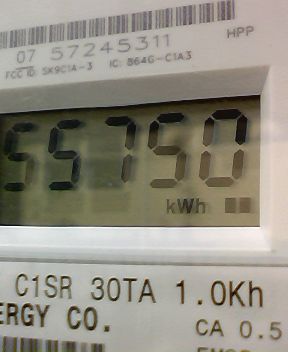 07 57245311
HPP
FCC ID: SK9C1A-3 IC: 864G-C1A3
55750
kWh
C1SR 30TA 1.0Kh
ERGY CO.
CA 0.5